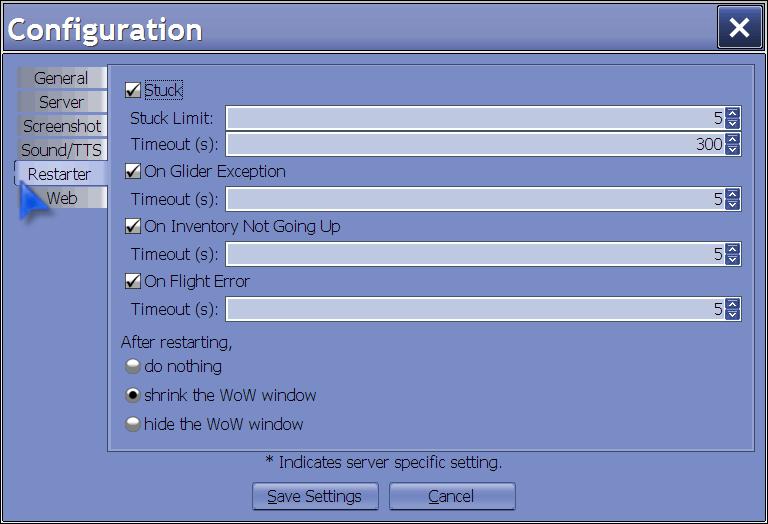 Configuration
General
Server
Screenshot
Sound/TTS
Restarter
Web
Stuck
Stuck Limit: 5
Timeout (s): 300
On Glider Exception
Timeout (s): 5
On Inventory Not Going Up
Timeout (s): 5
On Flight Error
Timeout (s): 5
After restarting,
do nothing
shrink the WoW window
hide the WoW window
* Indicates server specific setting.
Save Settings Cancel